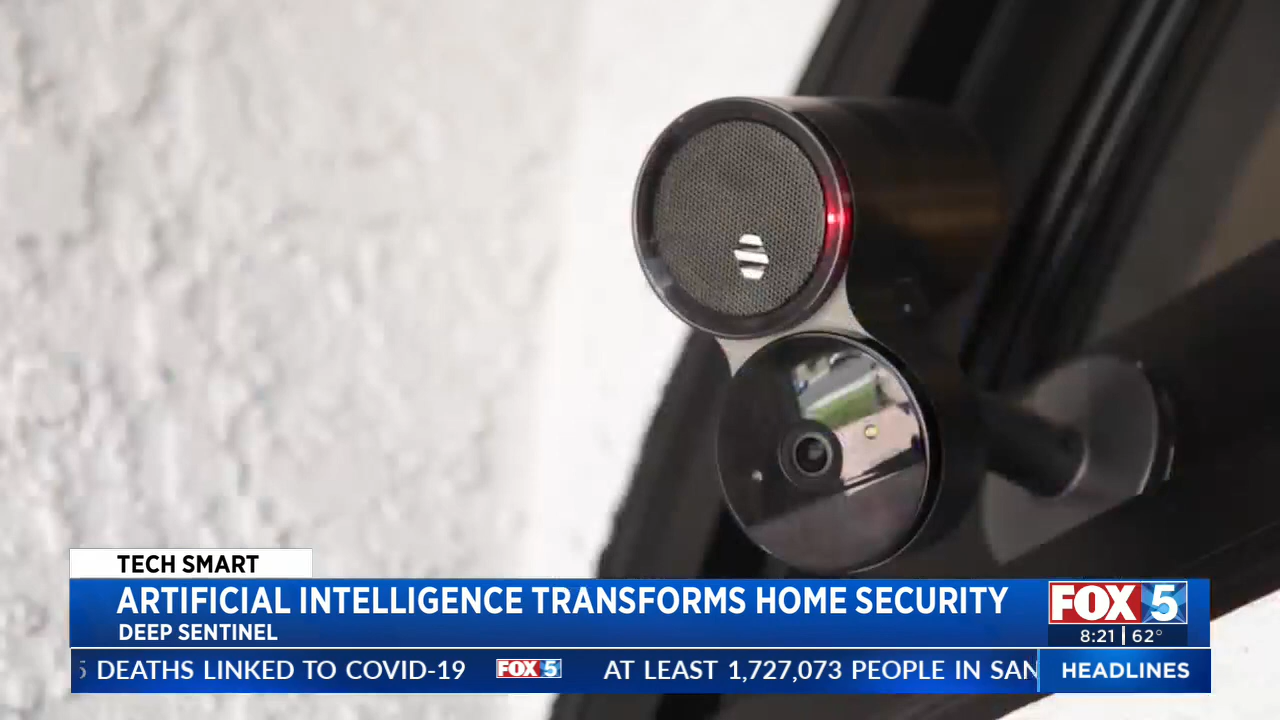 TECH SMART
ARTIFICIAL INTELLIGENCE TRANSFORMS HOME SECURITY
DEEP SENTINEL
FOX 5
8:21 62°
DEATHS LINKED TO COVID-19 FOX 5 AT LEAST 1,727,073 PEOPLE IN SAN
HEADLINES